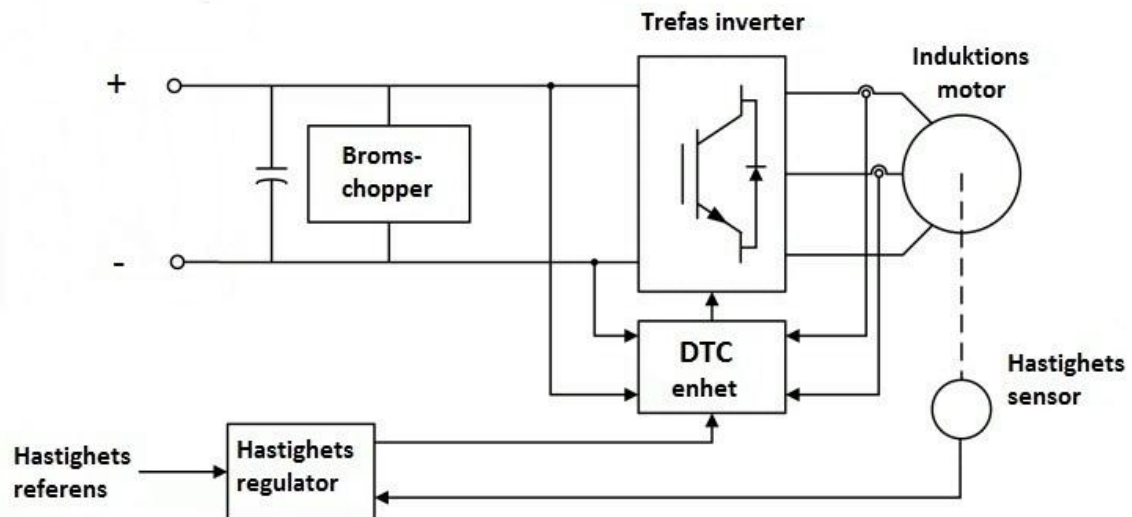 Trefas inverter
Induktions
motor
+
Broms-
chopper
-
DTC
enhet
Hastighets
sensor
Hastighets
referens
Hastighets
regulator